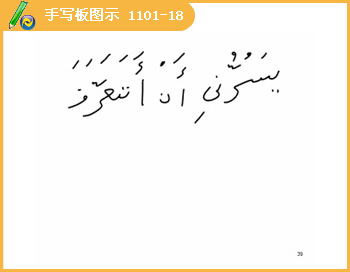 手写板图示 1101-18
يَسُرُّنِي أَنْ أَتَعَرَّفَ
39